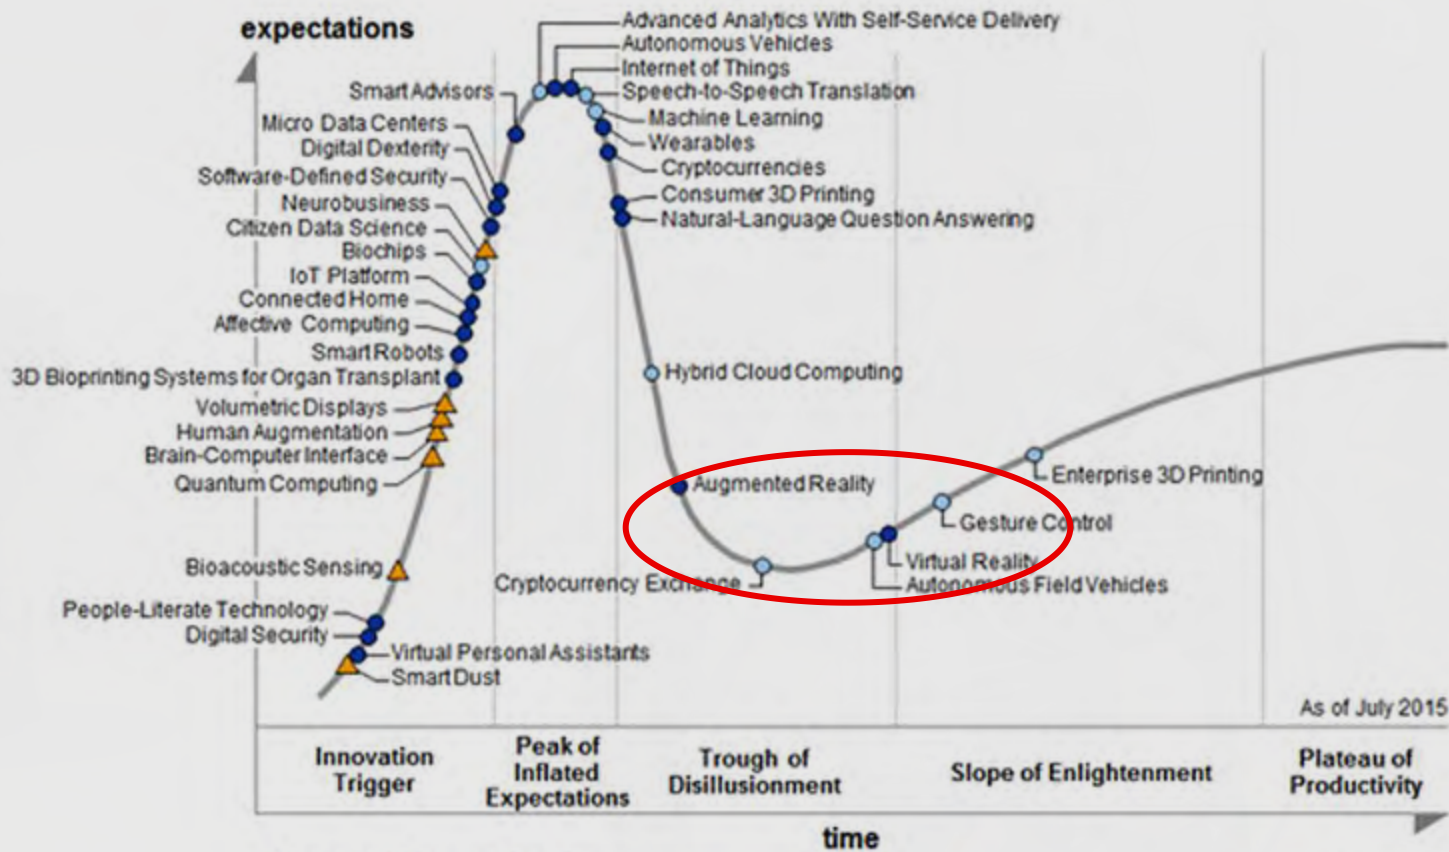 expectations
Advanced Analytics With Self-Service Delivery
Autonomous Vehicles
Internet of Things
Speech-to-Speech Translation
Machine Learning
Wearables
Cryptocurrencies
Consumer 3D Printing
Natural-Language Question Answering
Smart Advisors
Micro Data Centers
Digital Dexterity
Software-Defined Security
Neurobusiness
Citizen Data Science
Biochips
IoT Platform
Connected Home
Affective Computing
Smart Robots
3D Bioprinting Systems for Organ Transplant
Volumetric Displays
Human Augmentation
Brain-Computer Interface
Quantum Computing
Bioacoustic Sensing
People-Literate Technology
Digital Security
Virtual Personal Assistants
Smart Dust
Hybrid Cloud Computing
Augmented Reality
Cryptocurrency Exchange
Enterprise 3D Printing
Gesture Control
Virtual Reality
Autonomous Field Vehicles
As of July 2015
Innovation
Trigger
Peak of
Inflated
Expectations
Trough of
Disillusionment
Slope of Enlightenment
Plateau of
Productivity
time